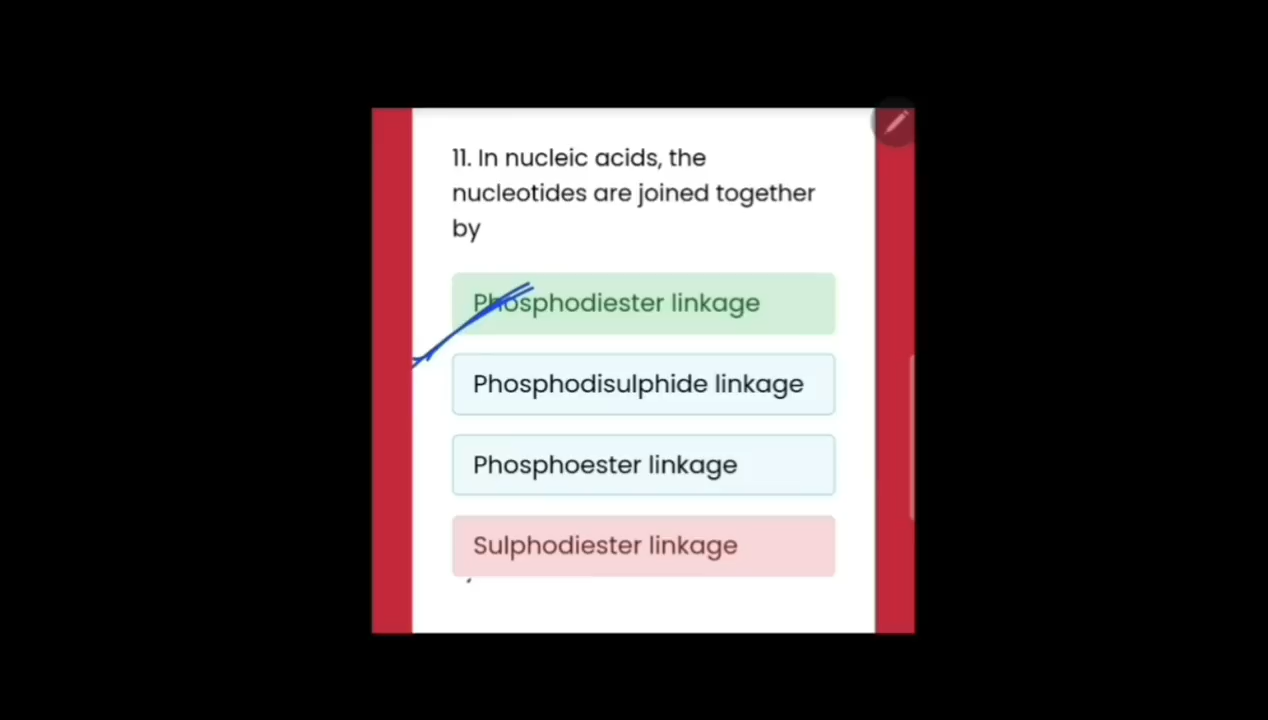 11. In nucleic acids, the
nucleotides are joined together
by
Phosphodiester linkage
Phosphodisulphide linkage
Phosphoester linkage
Sulphodiester linkage